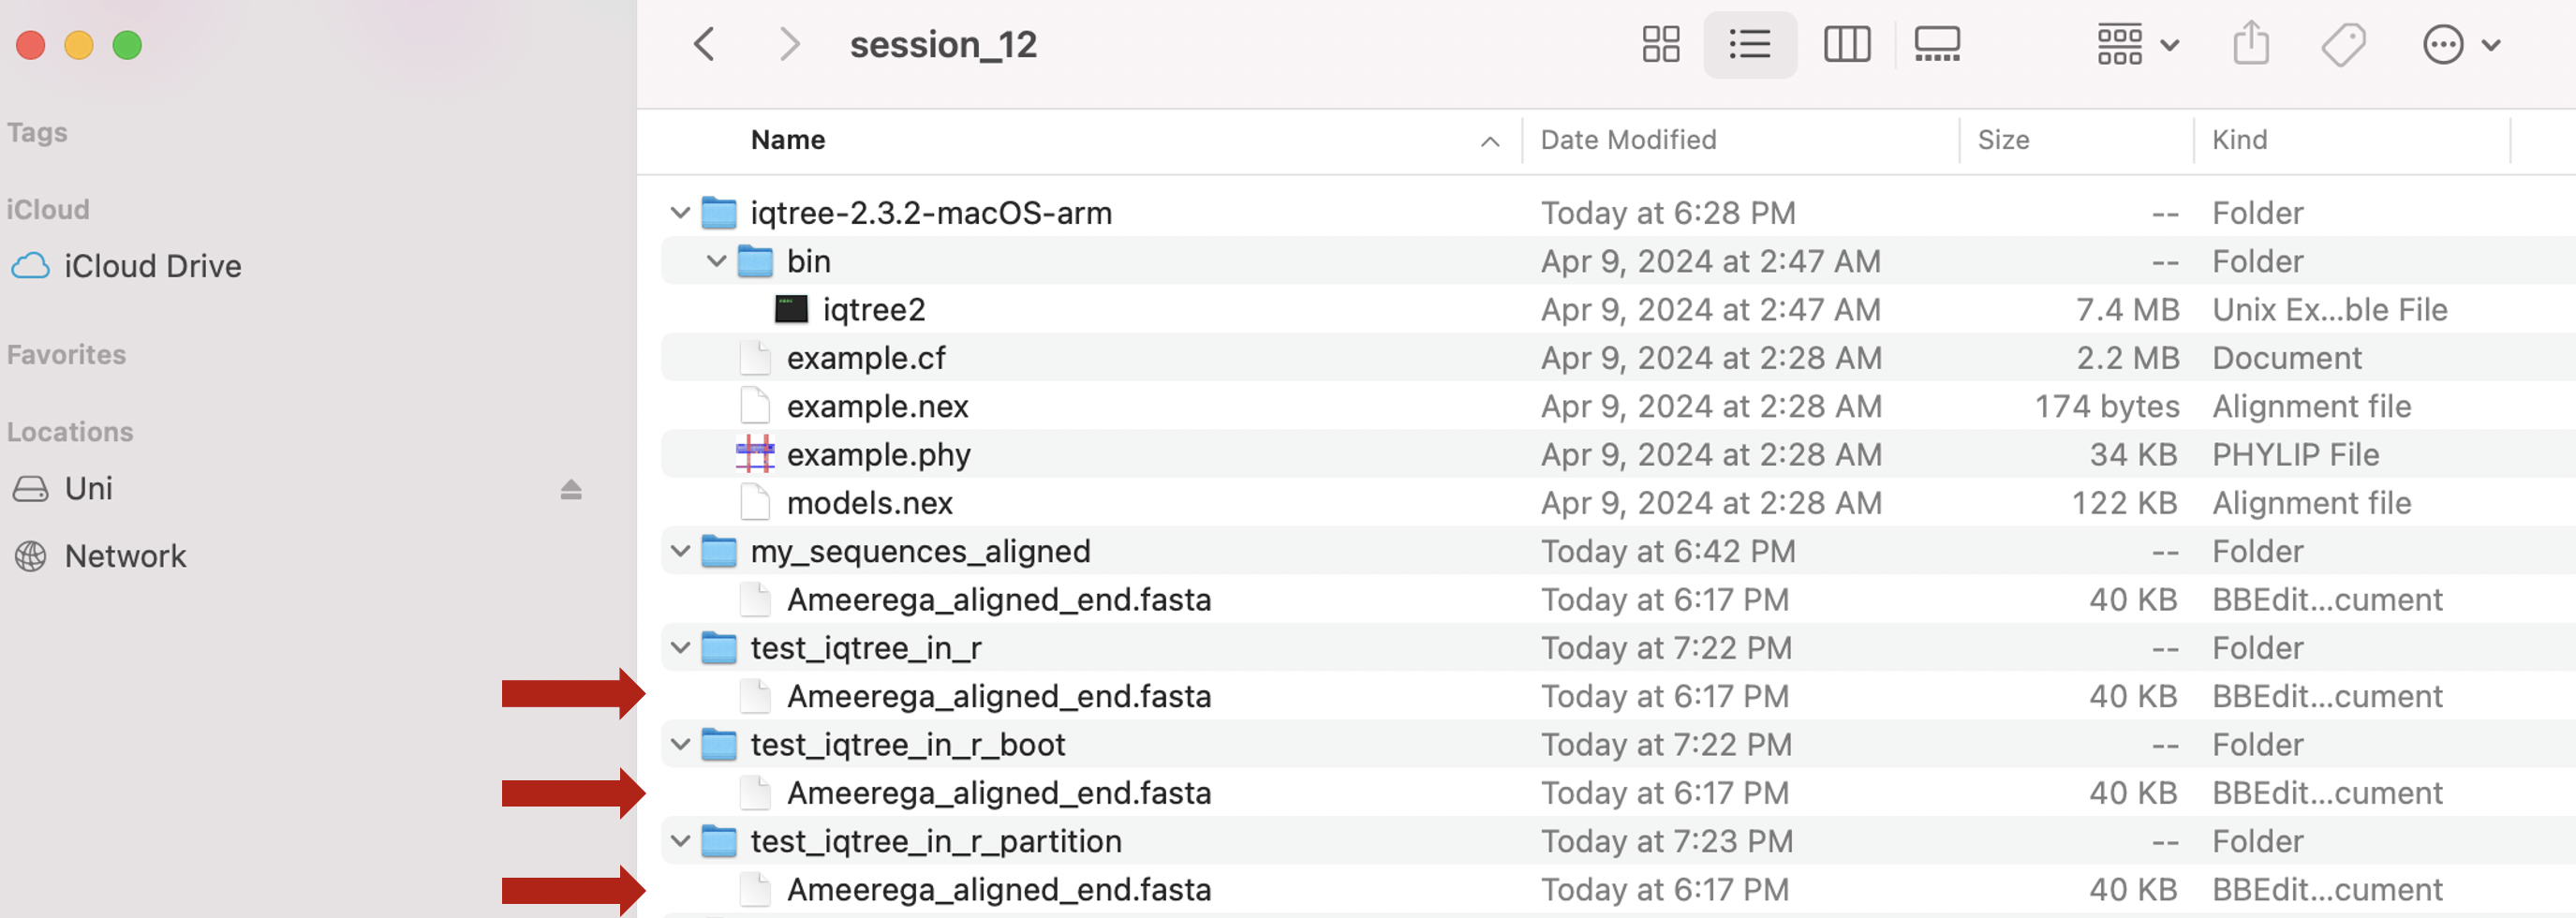 session_12
Tags
iCloud
iCloud Drive
Favorites
Locations
Uni
Network
Name Date Modified Size Kind
iqtree-2.3.2-macOS-arm Today at 6:28 PM -- Folder
bin Apr 9, 2024 at 2:47 AM -- Folder
iqtree2 Apr 9, 2024 at 2:47 AM 7.4 MB Unix Ex...ble File
example.cf Apr 9, 2024 at 2:28 AM 2.2 MB Document
example.nex Apr 9, 2024 at 2:28 AM 174 bytes Alignment file
example.phy Apr 9, 2024 at 2:28 AM 34 KB PHYLIP File
models.nex Apr 9, 2024 at 2:28 AM 122 KB Alignment file
my_sequences_aligned Today at 6:42 PM -- Folder
Ameerega_aligned_end.fasta Today at 6:17 PM 40 KB BBEdit...cument
test_iqtree_in_r Today at 7:22 PM -- Folder
Ameerega_aligned_end.fasta Today at 6:17 PM 40 KB BBEdit...cument
test_iqtree_in_r_boot Today at 7:22 PM -- Folder
Ameerega_aligned_end.fasta Today at 6:17 PM 40 KB BBEdit...cument
test_iqtree_in_r_partition Today at 7:23 PM -- Folder
Ameerega_aligned_end.fasta Today at 6:17 PM 40 KB BBEdit...cument